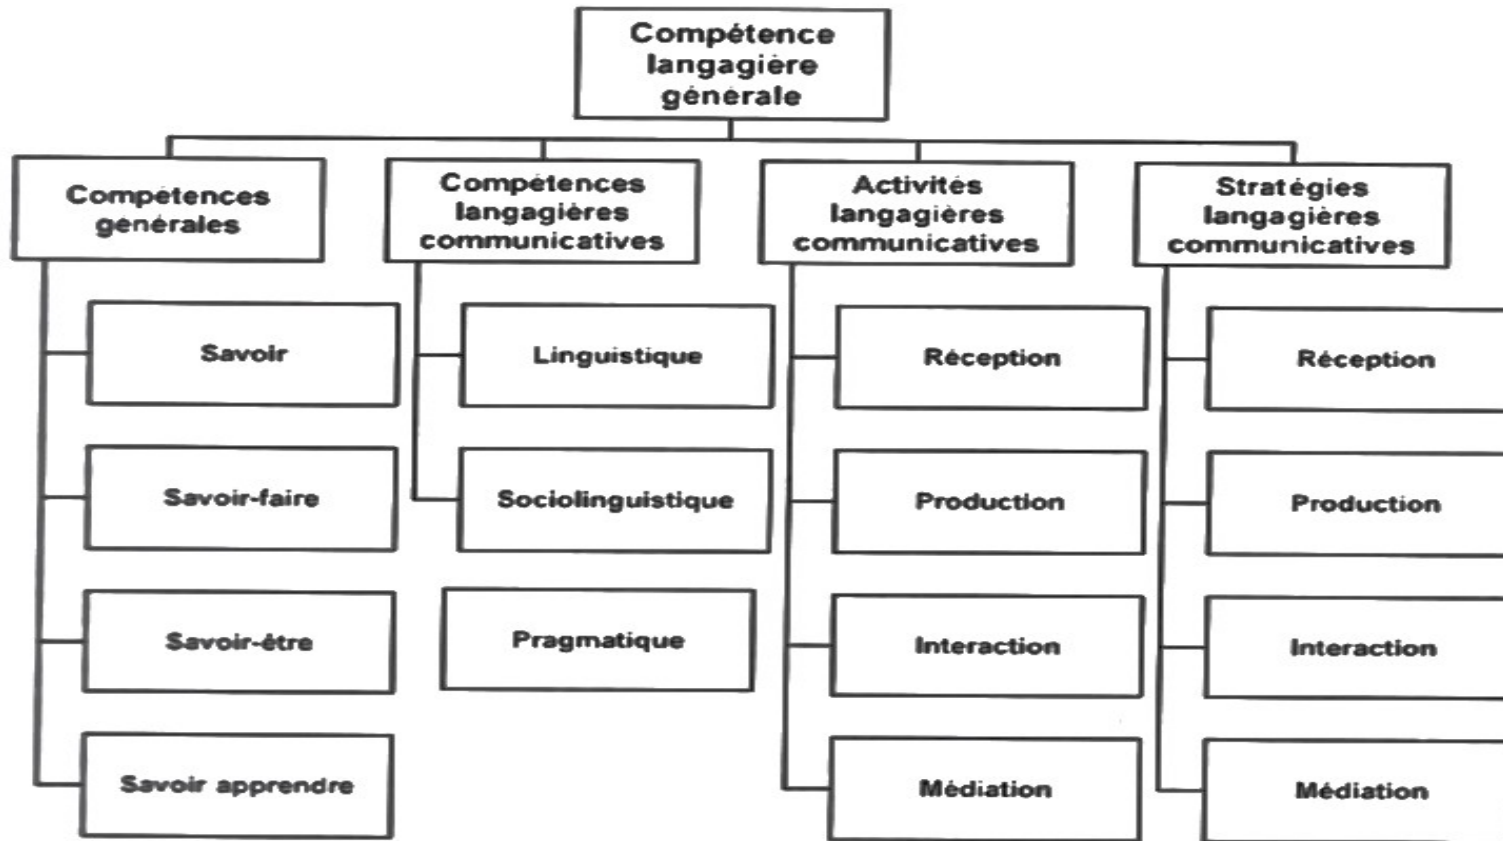 Compétence
langagière
générale
Compétences
générales
Compétences
langagières
communicatives
Activités
langagières
communicatives
Stratégies
langagières
communicatives
Savoir
Linguistique
Réception
Réception
Savoir-faire
Sociolinguistique
Production
Production
Savoir-être
Pragmatique
Interaction
Interaction
Savoir apprendre
Médiation
Médiation